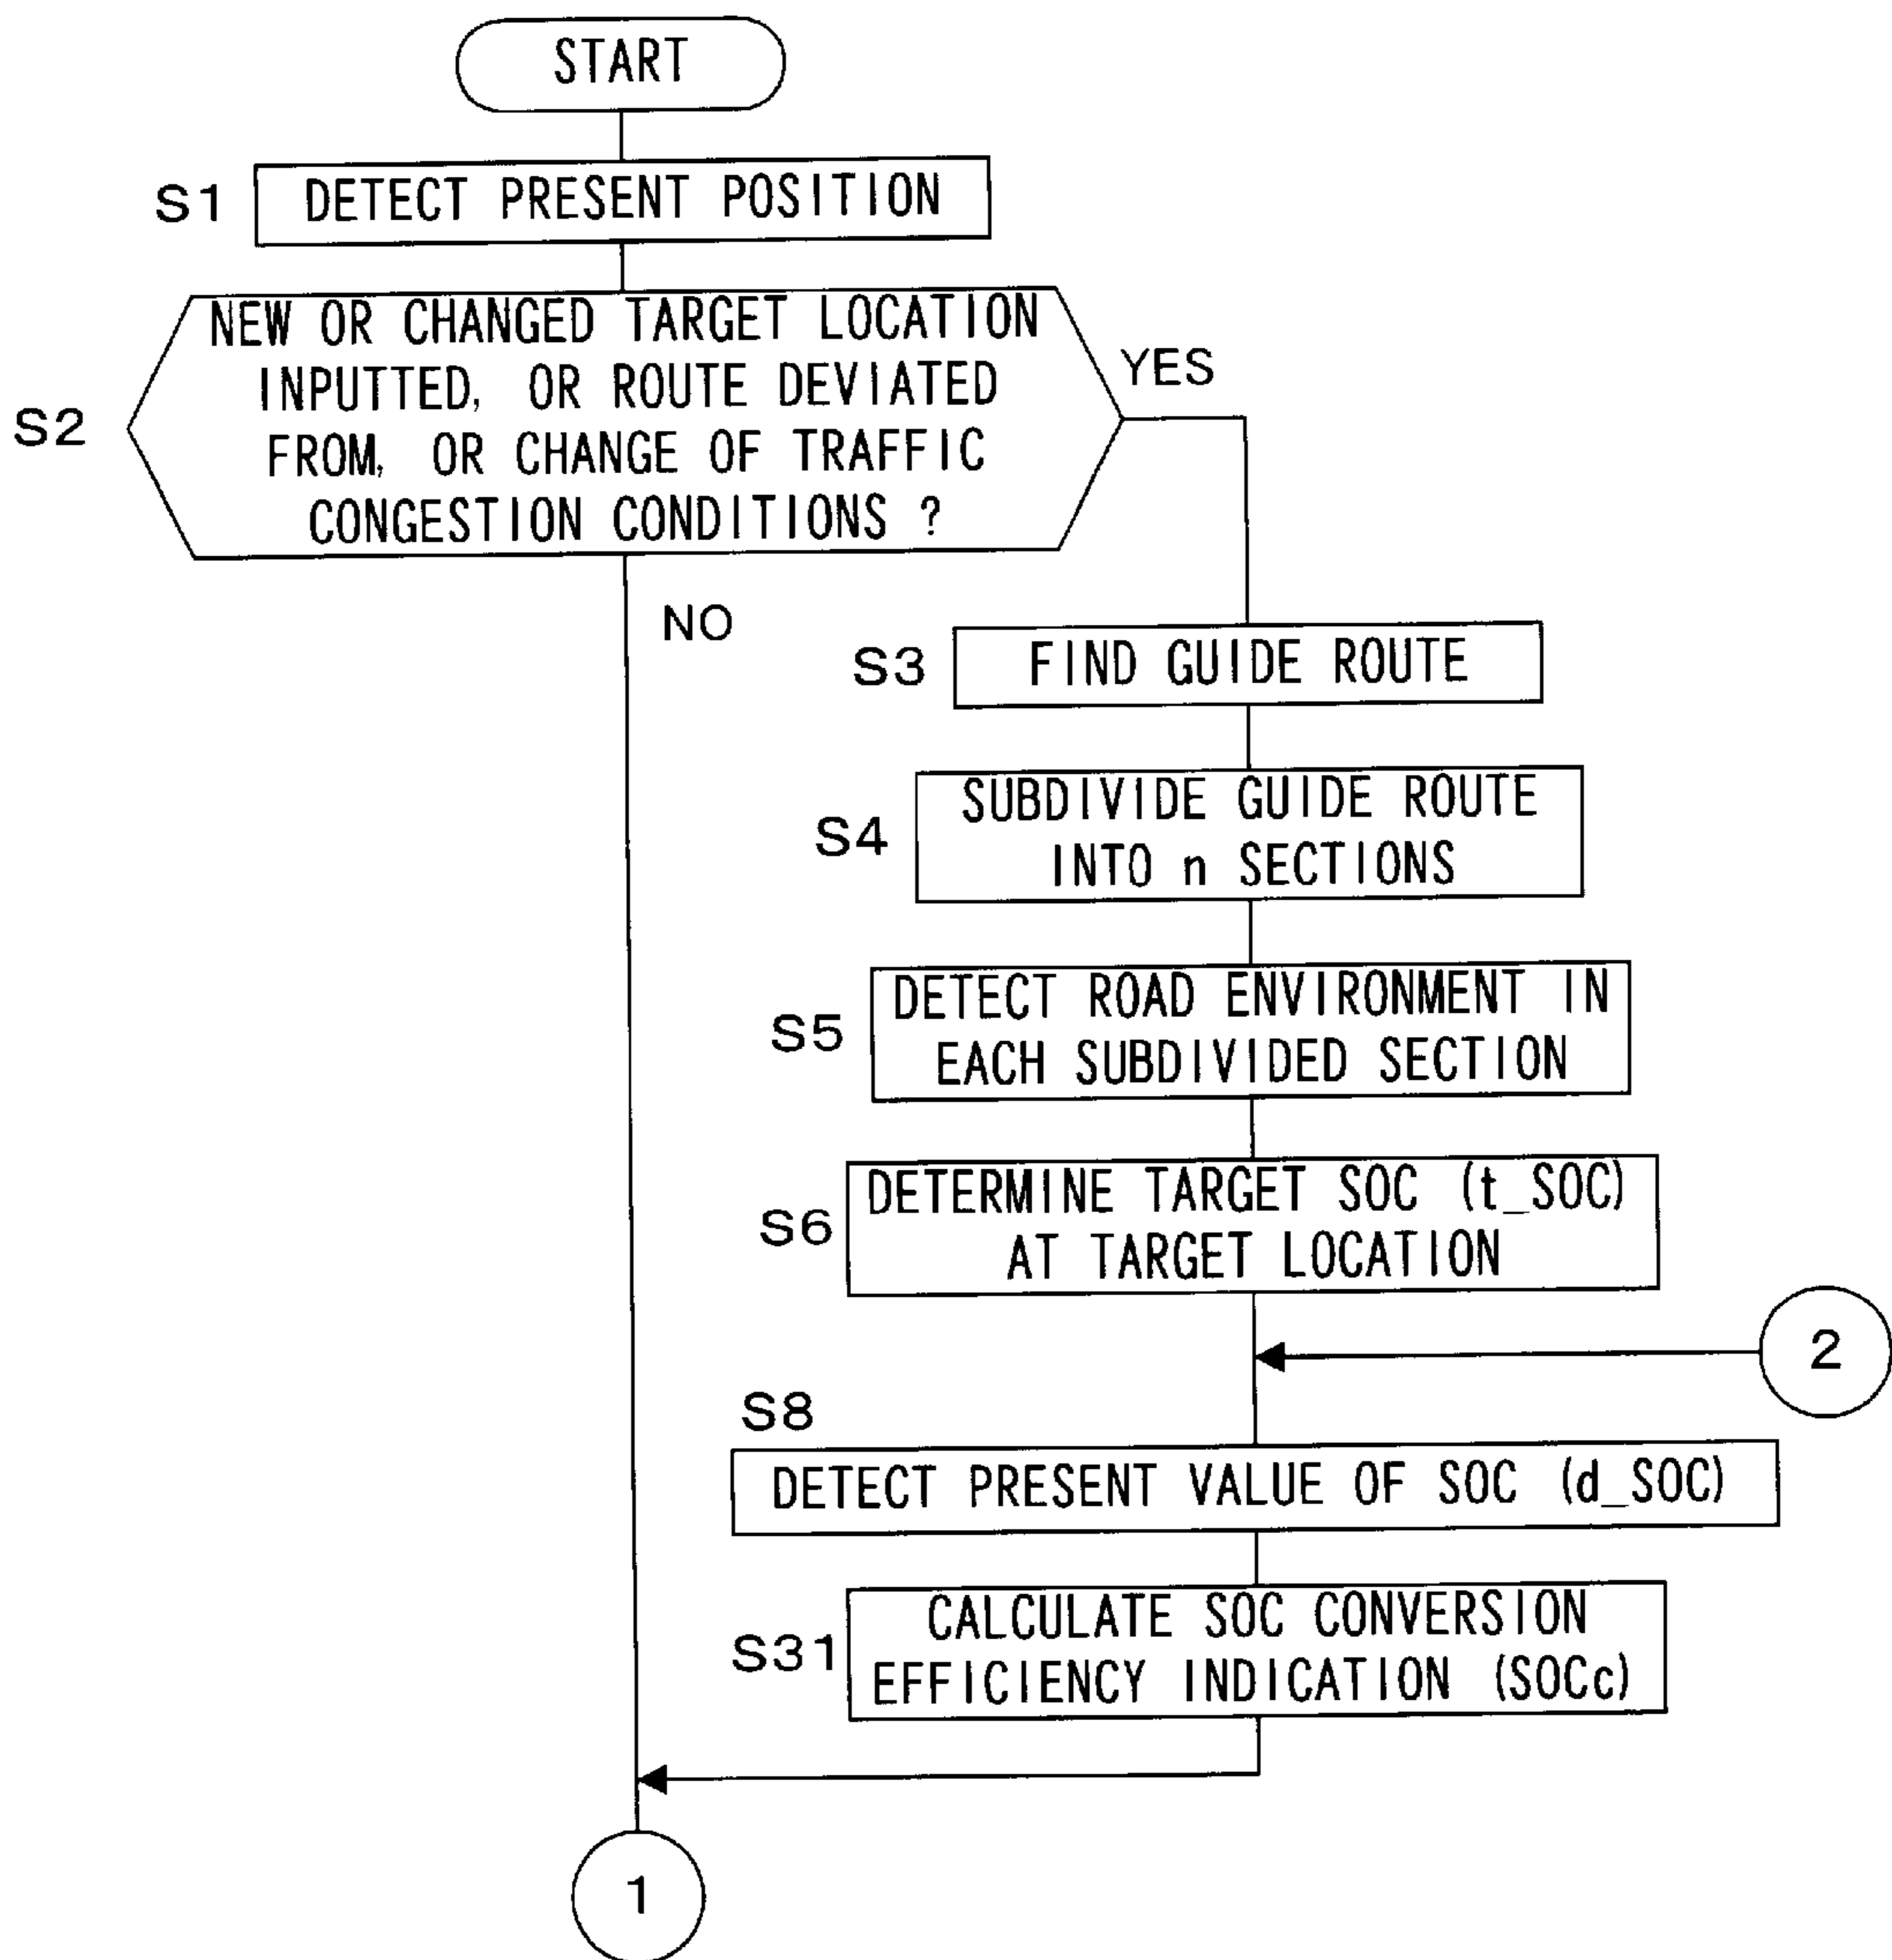 START
S1
DETECT PRESENT POSITION
S2
NEW OR CHANGED TARGET LOCATION
INPUTTED, OR ROUTE DEVIATED
FROM, OR CHANGE OF TRAFFIC
CONGESTION CONDITIONS ?
YES
NO
S3
FIND GUIDE ROUTE
S4
SUBDIVIDE GUIDE ROUTE
INTO n SECTIONS
S5
DETECT ROAD ENVIRONMENT IN
EACH SUBDIVIDED SECTION
S6
DETERMINE TARGET SOC (t_SOC)
AT TARGET LOCATION
2
S8
DETECT PRESENT VALUE OF SOC (d_SOC)
S31
CALCULATE SOC CONVERSION
EFFICIENCY INDICATION (SOCc)
1